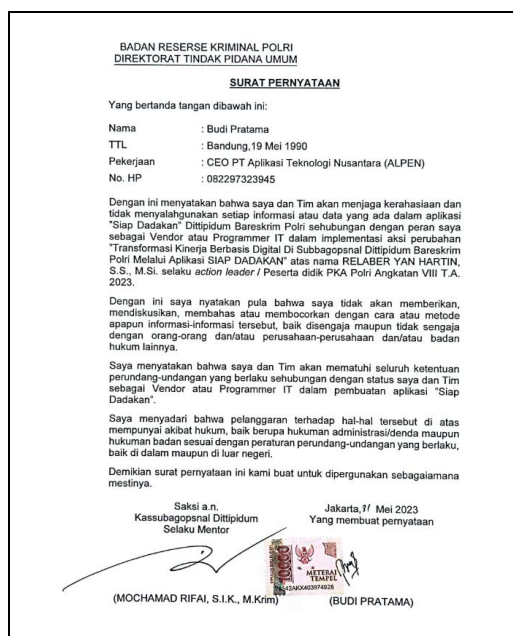 BADAN RESERSE KRIMINAL POLRI
DIREKTORAT TINDAK PIDANA UMUM
SURAT PERNYATAAN
Yang bertanda tangan dibawah ini:
Nama : Budi Pratama
TTL : Bandung,19 Mei 1990
Pekerjaan : CEO PT Aplikasi Teknologi Nusantara (ALPEN)
No. HP : 082297323945
Dengan ini menyatakan bahwa saya dan Tim akan menjaga kerahasiaan dan
tidak menyalahgunakan setiap informasi atau data yang ada dalam aplikasi
"Siap Dadakan" Dittipidum Bareskrim Polri sehubungan dengan peran saya
sebagai Vendor atau Programmer IT dalam implementasi aksi perubahan
"Transformasi Kinerja Berbasis Digital Di Subbagopsnal Dittipidum Bareskrim
Polri Melalui Aplikasi SIAP DADAKAN" atas nama RELABER YAN HARTIN,
S.S., M.Si. selaku action leader / Peserta didik PKA Polri Angkatan VIII T.A.
2023.
Dengan ini saya nyatakan pula bahwa saya tidak akan memberikan,
mendiskusikan, membahas atau membocorkan dengan cara atau metode
apapun informasi-informasi tersebut, baik disengaja maupun tidak sengaja
dengan orang-orang dan/atau perusahaan-perusahaan dan/atau badan
hukum lainnya.
Saya menyatakan bahwa saya dan Tim akan mematuhi seluruh ketentuan
perundang-undangan yang berlaku sehubungan dengan status saya dan Tim
sebagai Vendor atau Programmer IT dalam pembuatan aplikasi "Siap
Dadakan".
Saya menyadari bahwa pelanggaran terhadap hal-hal tersebut di atas
mempunyai akibat hukum, baik berupa hukuman administrasi/denda maupun
hukuman badan sesuai dengan peraturan perundang-undangan yang berlaku,
baik di dalam maupun di luar negeri.
Demikian surat pernyataan ini kami buat untuk dipergunakan sebagaiamana
mestinya.
Saksi a.n.
Kassubagopsnal Dittipidum
Selaku Mentor
Jakarta, Mei 2023
Yang membuat pernyataan
10000
METERAI
TEMPEL
(MOCHAMAD RIFAI, S.I.K., M.Krim)
(BUDI PRATAMA)